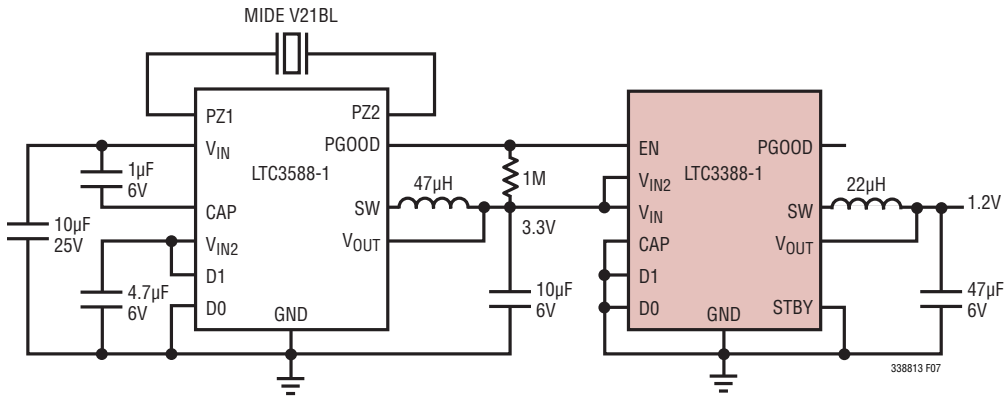 MIDE V21BL
PZ1
PZ2
VIN
PGOOD
LTC3588-1
1µF
6V
CAP
SW
47µH
1M
3.3V
10µF
25V
VIN2
VOUT
D1
4.7µF
6V
D0
GND
10µF
6V
EN
PGOOD
VIN2
LTC3388-1
22µH
VIN
SW
1.2V
CAP
VOUT
D1
D0
GND
STBY
47µF
6V
338813 F07